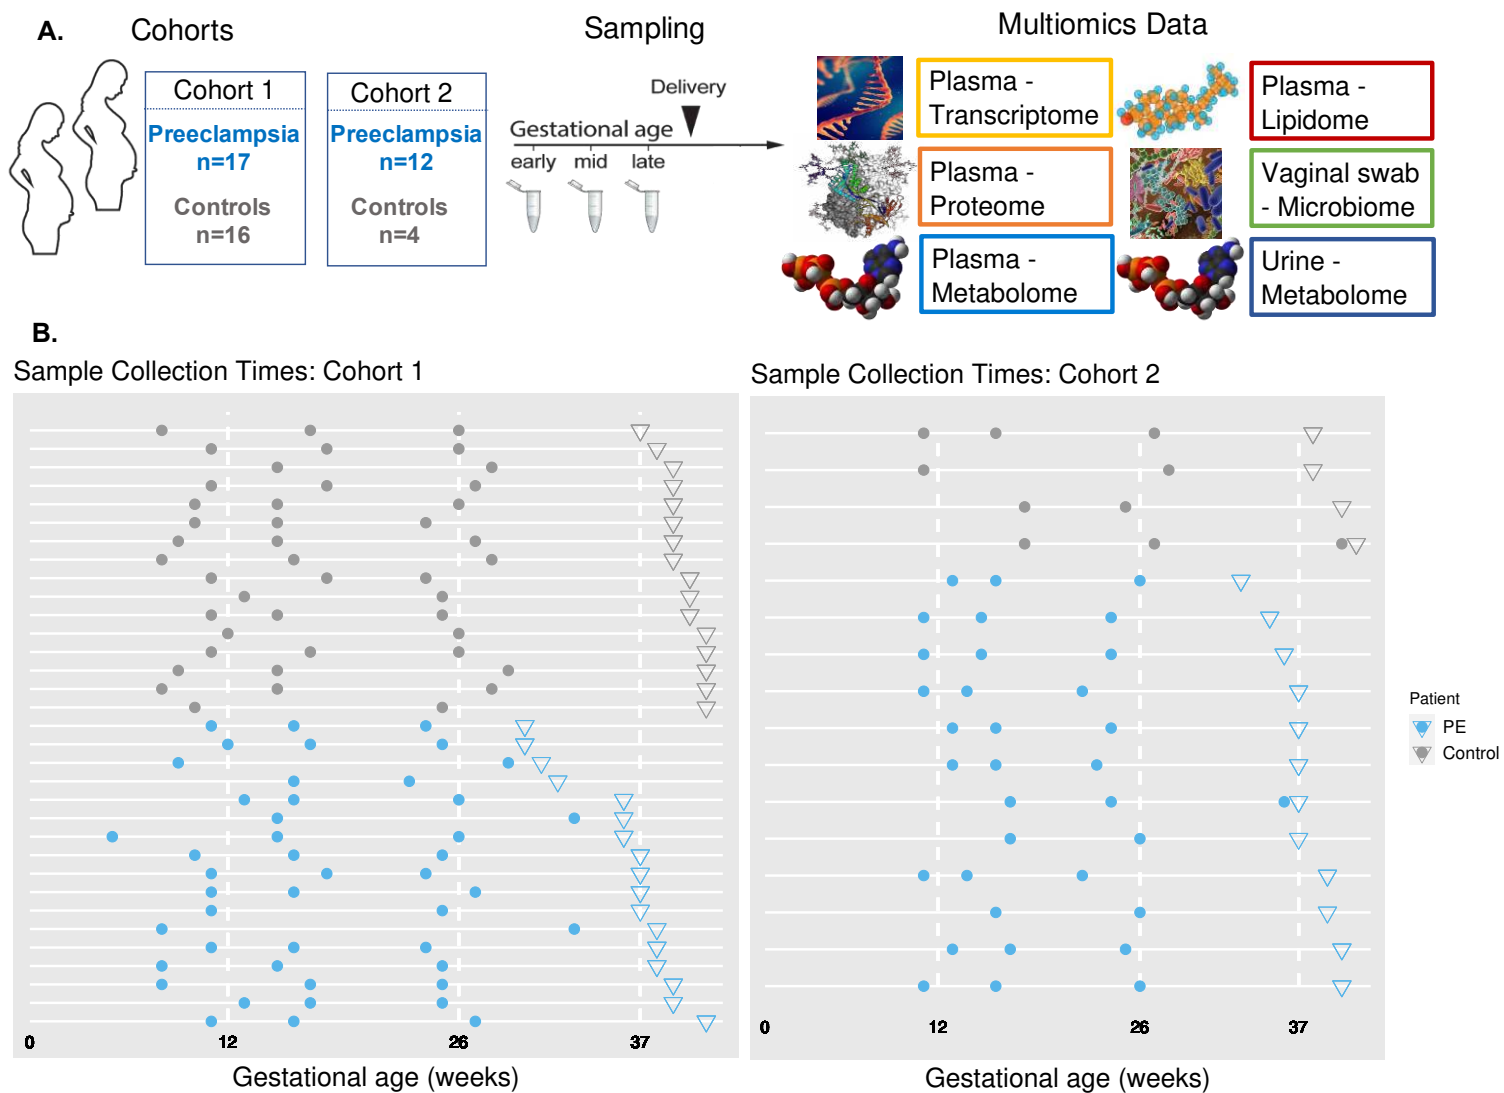 A.
Cohorts
Sampling
Multiomics Data
Cohort 1
Preeclampsia
n=17
Controls
n=16
Cohort 2
Preeclampsia
n=12
Controls
n=4
Delivery
Gestational age
early mid late
Plasma -
Transcriptome
Plasma -
Lipidome
Plasma -
Proteome
Vaginal swab
- Microbiome
Plasma -
Metabolome
Urine -
Metabolome
B.
Sample Collection Times: Cohort 1
0 12 26 37
Gestational age (weeks)
Sample Collection Times: Cohort 2
0 12 26 37
Gestational age (weeks)
Patient
PE
Control